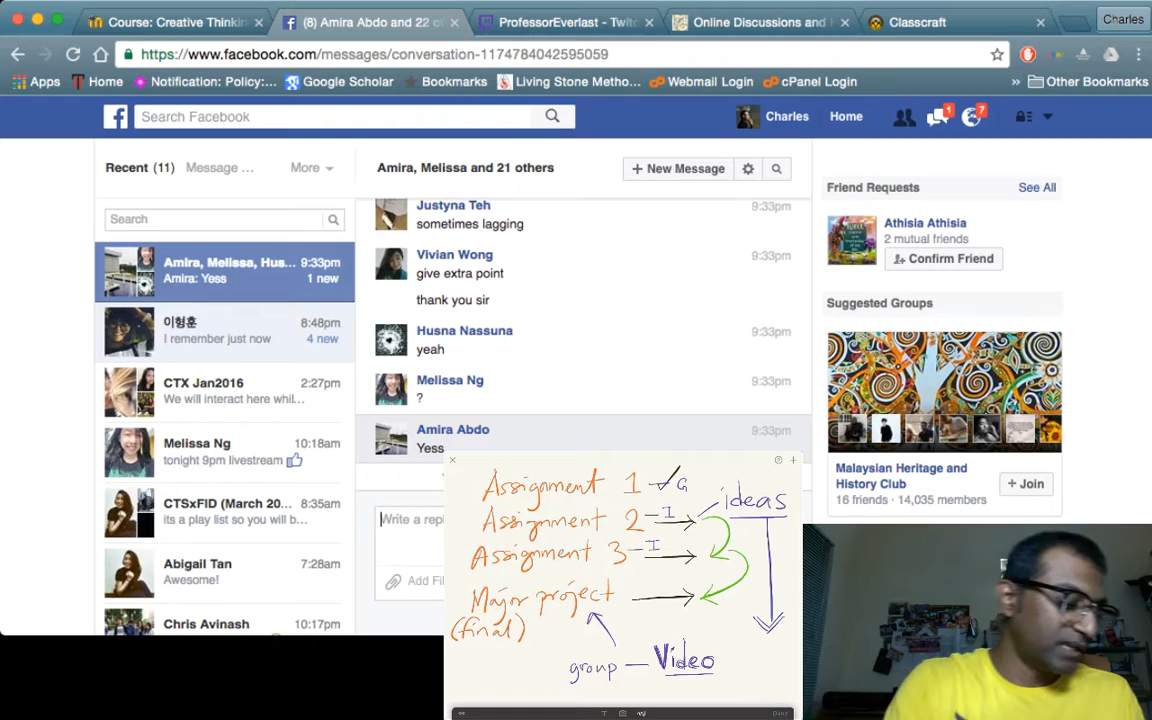 Course: Creative Thinkin
(8) Amira Abdo and 22 o
ProfessorEverlast - Twitc
Online Discussions and
Classcraft
Charles
https://www.facebook.com/messages/conversation-1174784042595059
Apps
Home
Notification: Policy:...
Google Scholar
Bookmarks
Living Stone Metho...
Webmail Login
cPanel Login
»
Other Bookmarks
Search Facebook
Charles
Home
1
7
Recent (11)
Message ...
More
Amira, Melissa and 21 others
+ New Message
Friend Requests
See All
Search
Athisia Athisia
2 mutual friends
Confirm Friend
Amira, Melissa, Hus...
9:33pm
Amira: Yess
1 new
이형훈
8:48pm
I remember just now
4 new
CTX Jan2016
2:27pm
We will interact here whil...
Melissa Ng
10:18am
tonight 9pm livestream
CTSxFID (March 20...
8:35am
its a play list so you will b...
Abigail Tan
7:28am
Awesome!
Chris Avinash
10:17pm
Justyna Teh
9:33pm
sometimes lagging
Vivian Wong
9:33pm
give extra point
thank you sir
Husna Nassuna
9:33pm
yeah
Melissa Ng
9:33pm
?
Amira Abdo
9:33pm
Yess
Write a repl
Add Fil
Suggested Groups
Malaysian Heritage and
History Club
16 friends · 14,035 members
+ Join
Assignment 1 ✓ G
Assignment 2 - I
ideas
Assignment 3 - I
Major project
(final)
group — Video
Done